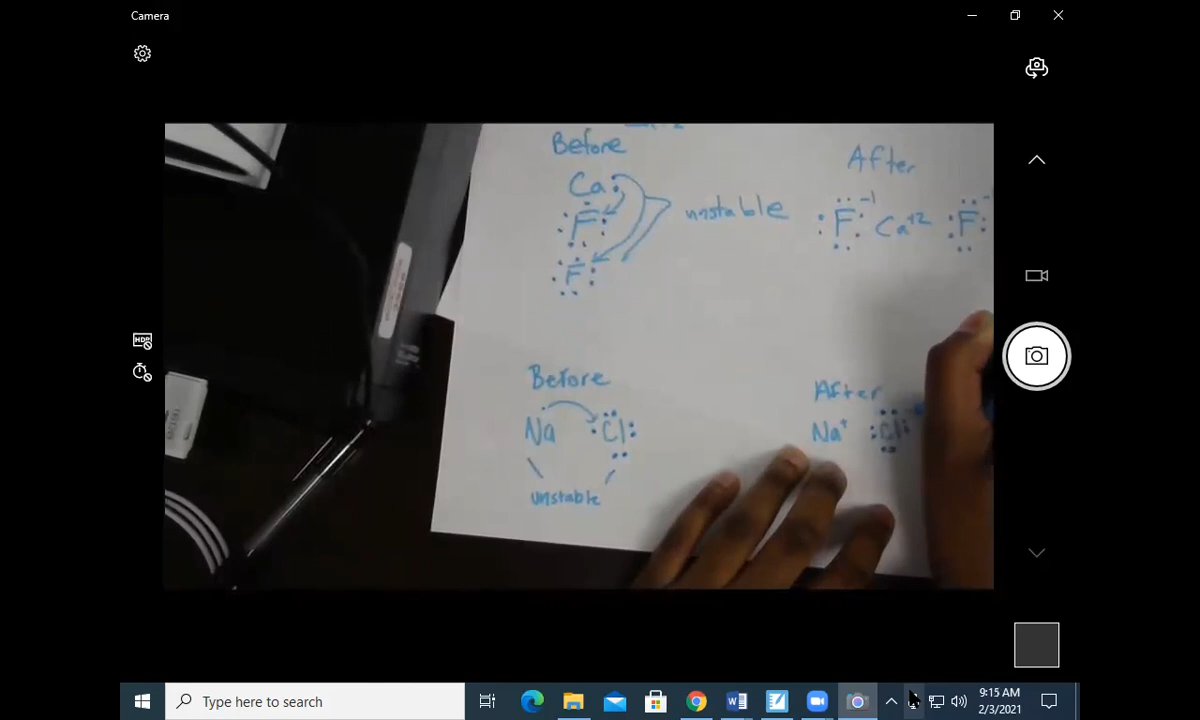 Camera
Before
After
Ca
F
F
unstable
F -1 Ca+2 F -
Before
After
Na Cl
Na+ Cl
unstable
Type here to search
9:15 AM
2/3/2021